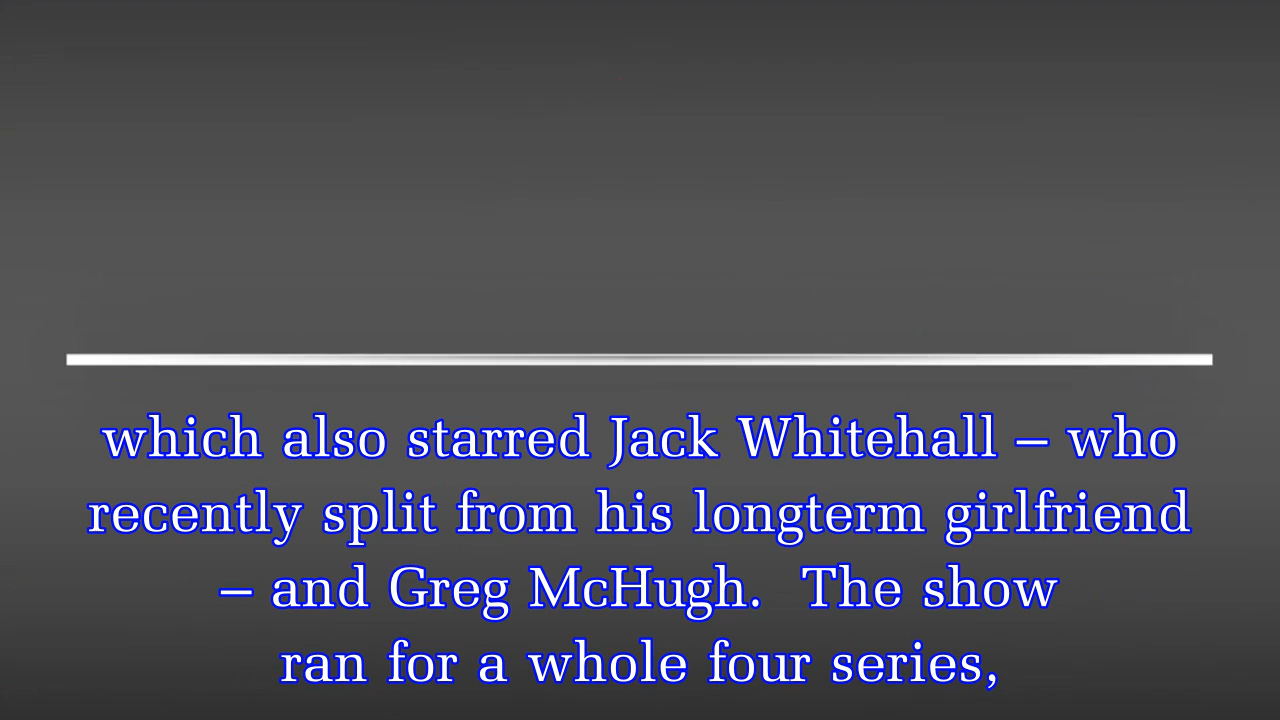 which also starred Jack Whitehall – who
recently split from his longterm girlfriend
– and Greg McHugh.  The show
ran for a whole four series,